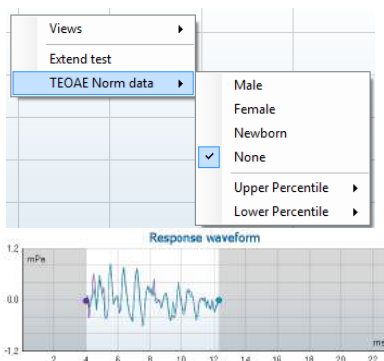 Views
Extend test
TEOAE Norm data
Male
Female
Newborn
None
Upper Percentile
Lower Percentile
Response waveform
1.2
mPa
0.0
-1.2
ms
2 4 6 8 10 12 14 16 18 20 22